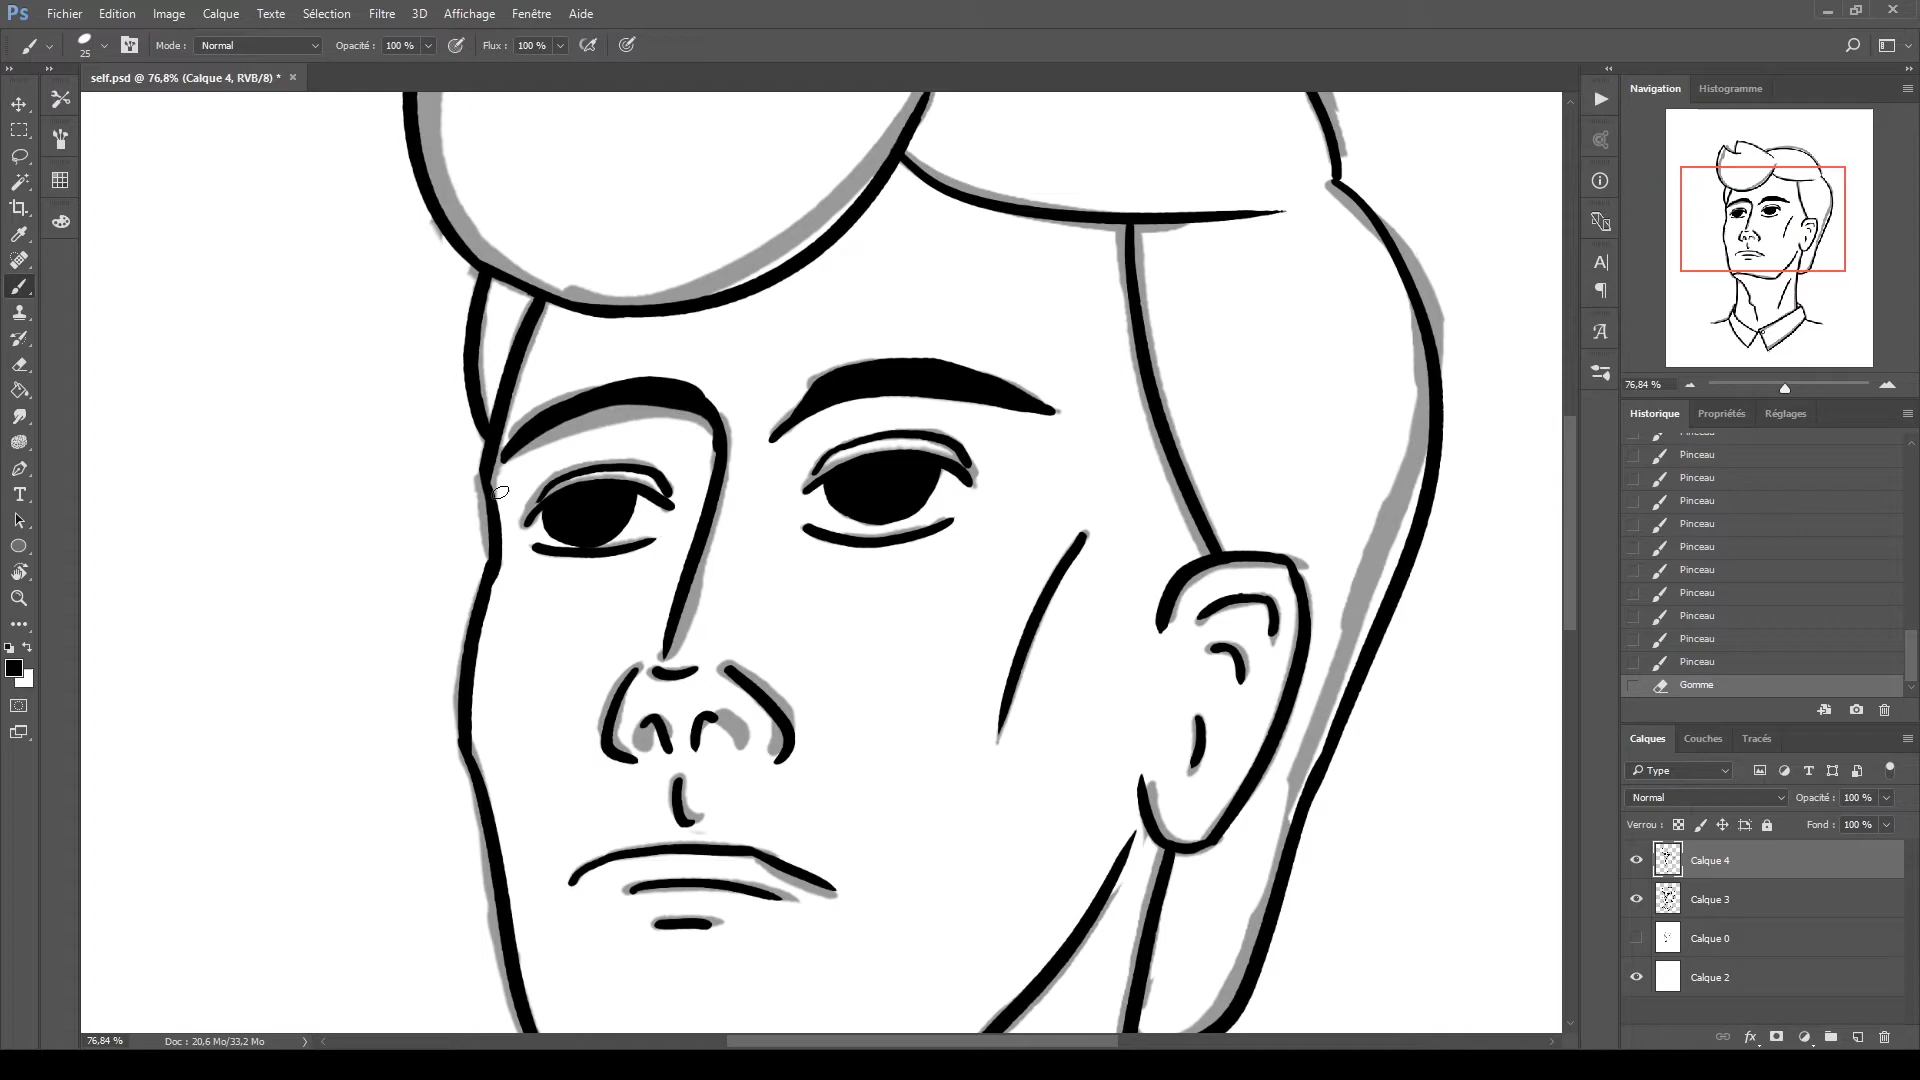 Ps Fichier Edition Image Calque Texte Sélection Filtre 3D Affichage Fenêtre Aide
25 Mode : Normal Opacité : 100 % Flux : 100 %
self.psd @ 76,8% (Calque 4, RVB/8) * ×
Navigation Histogramme
76,84 %
Historique Propriétés Réglages
Pinceau
Pinceau
Pinceau
Pinceau
Pinceau
Pinceau
Pinceau
Pinceau
Pinceau
Pinceau
Pinceau
Gomme
Calques Couches Tracés
Type
Normal Opacité : 100 %
Verrou : Fond : 100 %
Calque 4
Calque 3
Calque 0
Calque 2
fx
76,84 % Doc : 20,6 Mo/33,2 Mo